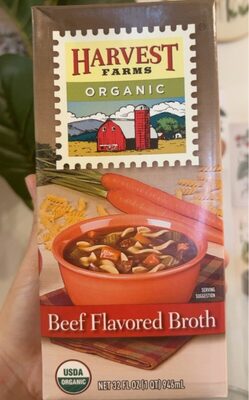 HARVEST
FARMS
ORGANIC
SERVING
SUGGESTION
Beef Flavored Broth
USDA
ORGANIC
NET 32 FL OZ (1 QT) 946mL